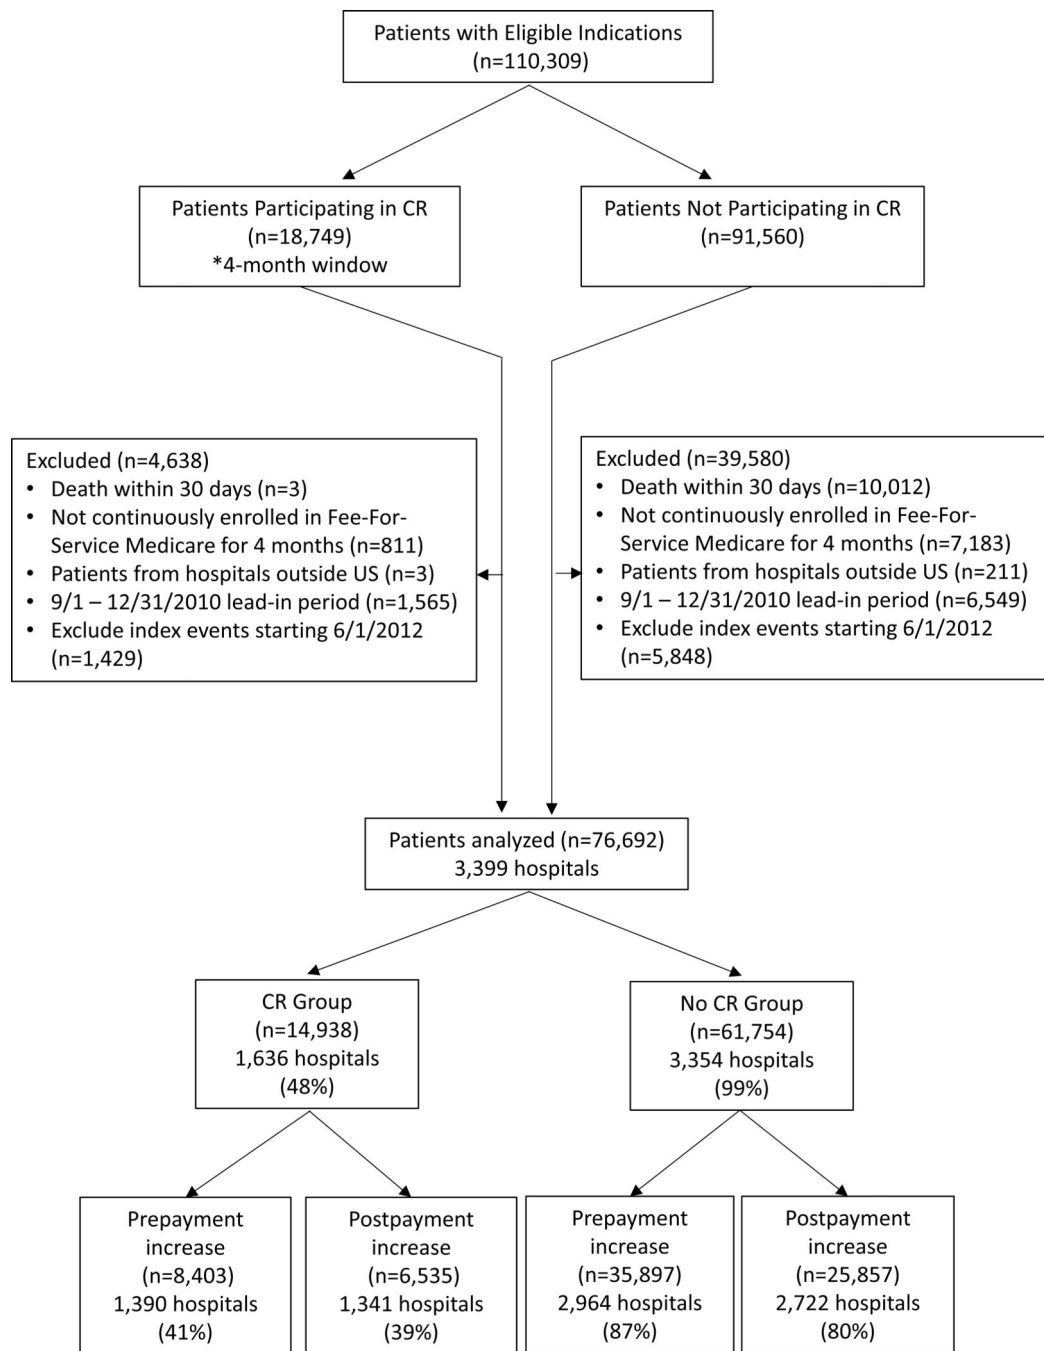 Patients with Eligible Indications
(n=110,309)
Patients Participating in CR
(n=18,749)
*4-month window
Patients Not Participating in CR
(n=91,560)
Excluded (n=4,638)
• Death within 30 days (n=3)
• Not continuously enrolled in Fee-For-
Service Medicare for 4 months (n=811)
• Patients from hospitals outside US (n=3)
• 9/1 – 12/31/2010 lead-in period (n=1,565)
• Exclude index events starting 6/1/2012
(n=1,429)
Excluded (n=39,580)
• Death within 30 days (n=10,012)
• Not continuously enrolled in Fee-For-
Service Medicare for 4 months (n=7,183)
• Patients from hospitals outside US (n=211)
• 9/1 – 12/31/2010 lead-in period (n=6,549)
• Exclude index events starting 6/1/2012
(n=5,848)
Patients analyzed (n=76,692)
3,399 hospitals
CR Group
(n=14,938)
1,636 hospitals
(48%)
No CR Group
(n=61,754)
3,354 hospitals
(99%)
Prepayment
increase
(n=8,403)
1,390 hospitals
(41%)
Postpayment
increase
(n=6,535)
1,341 hospitals
(39%)
Prepayment
increase
(n=35,897)
2,964 hospitals
(87%)
Postpayment
increase
(n=25,857)
2,722 hospitals
(80%)